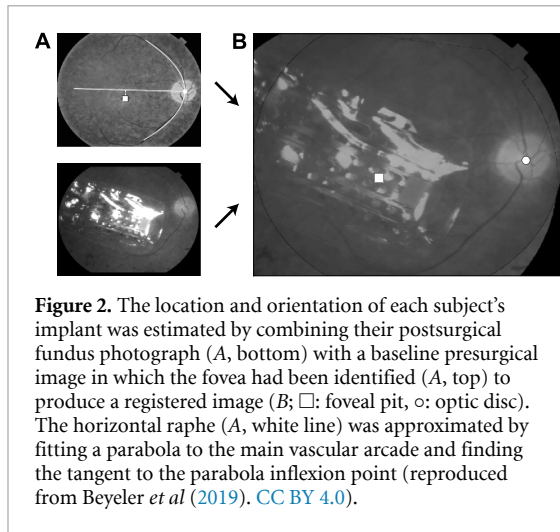 A
B
Figure 2. The location and orientation of each subject's
implant was estimated by combining their postsurgical
fundus photograph (A, bottom) with a baseline presurgical
image in which the fovea had been identified (A, top) to
produce a registered image (B; □: foveal pit, ○: optic disc).
The horizontal raphe (A, white line) was approximated by
fitting a parabola to the main vascular arcade and finding
the tangent to the parabola inflexion point (reproduced
from Beyeler et al (2019). CC BY 4.0).